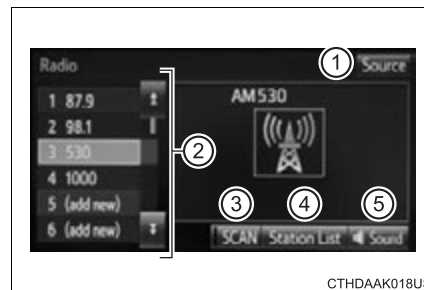 Radio
1
Source
1 87.9
AM530
2 98.1
2
3 530
4 1000
3
4
5
5 (add new)
6 (add new)
SCAN
Station List
Sound
CTHDAAK018US